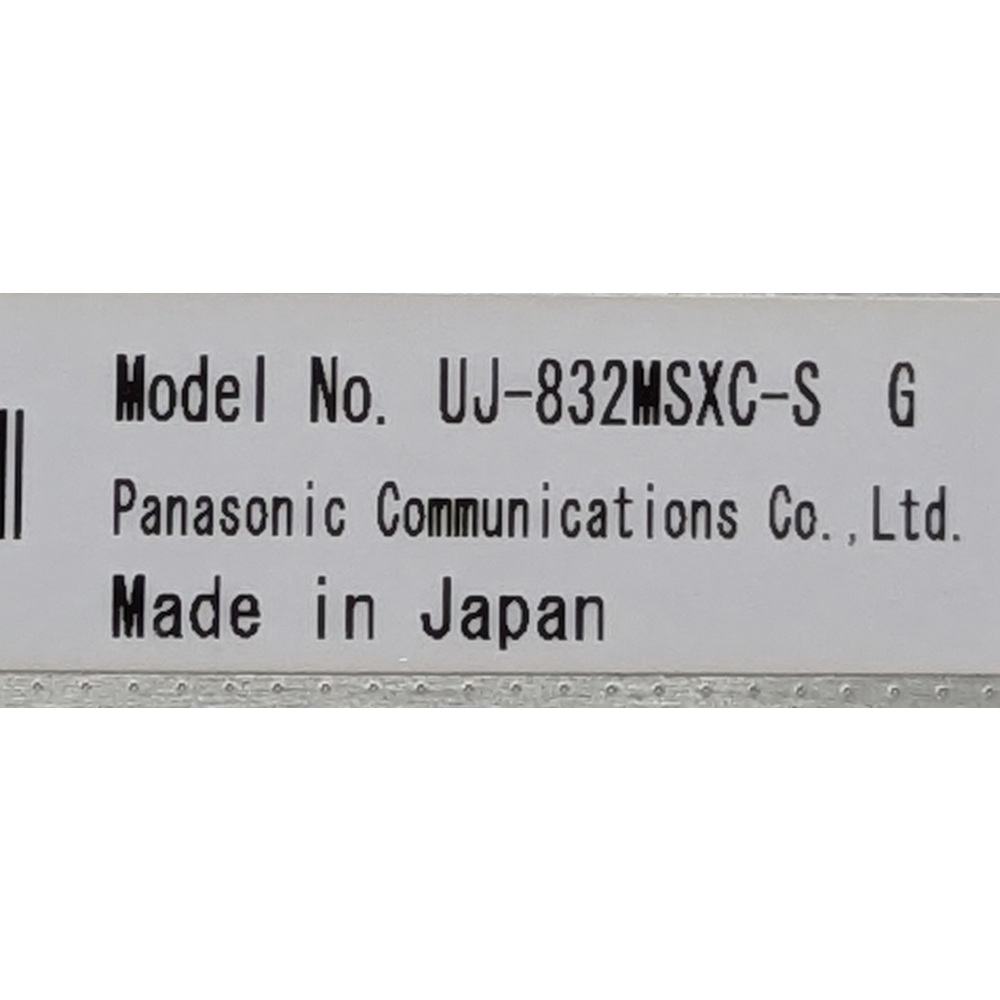 Model No. UJ-832MSXC-S G
Panasonic Communications Co.,Ltd.
Made in Japan